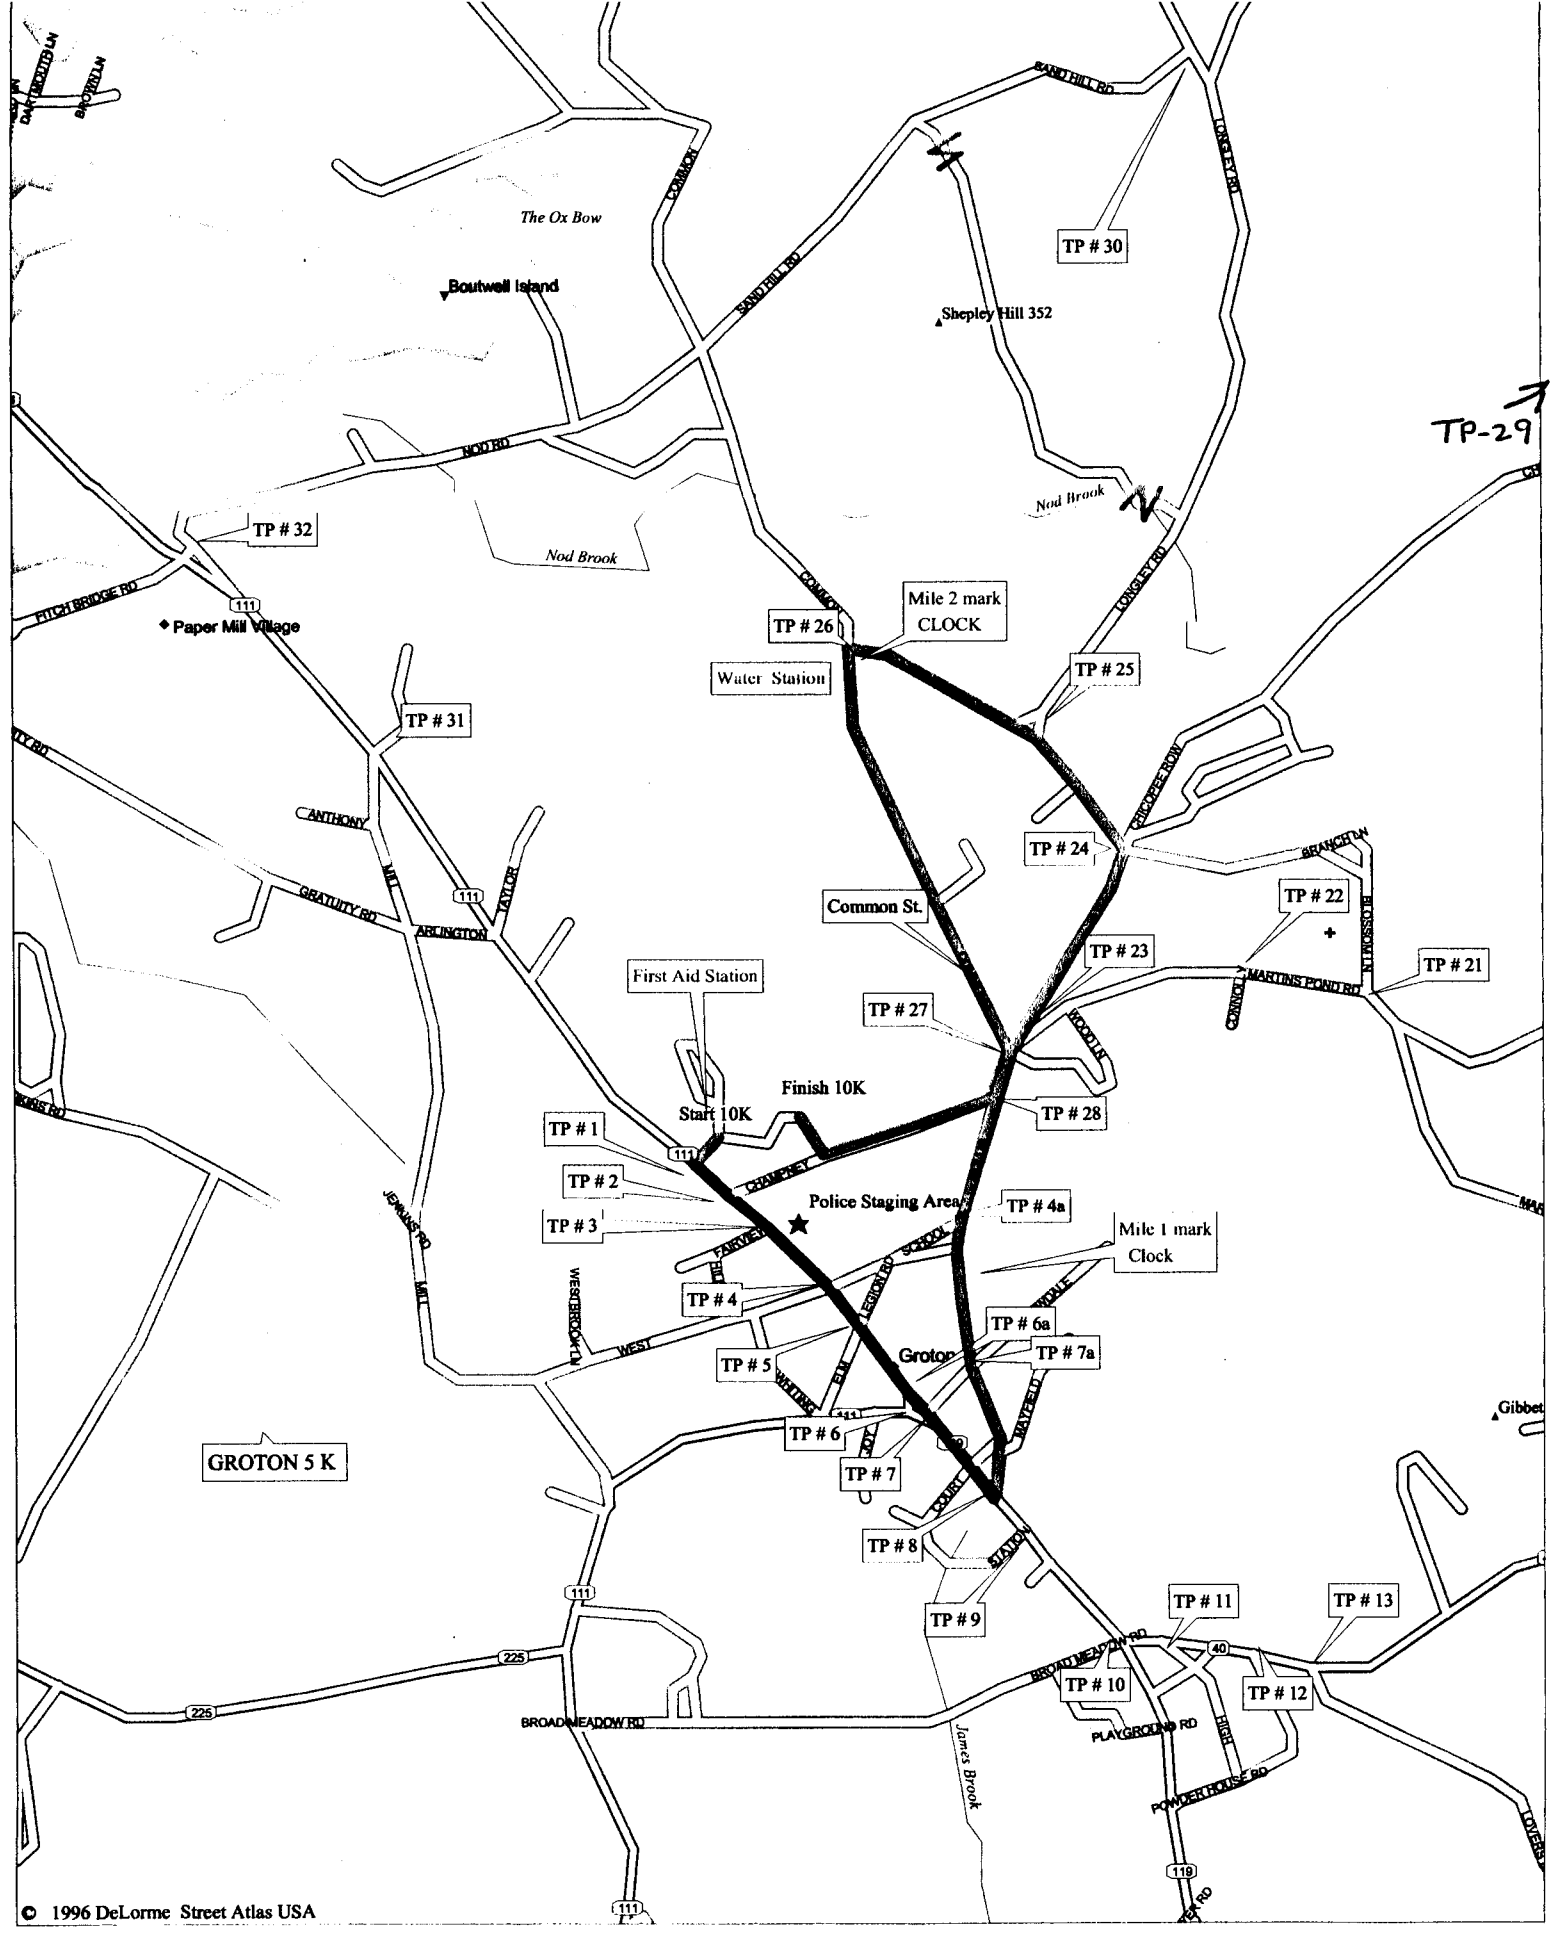 DARTMOUTH LN
BROWN LN
SAND HILL RD
COMMON
LONGLEY RD
The Ox Bow
TP # 30
SAND HILL RD
Boutwell Island
Shepley Hill 352
TP-29
NOD RD
Nod Brook
N
TP # 32
Nod Brook
LONGLEY RD
FITCH BRIDGE RD
111
Paper Mill Village
COMMON
Mile 2 mark
CLOCK
TP # 26
Water Station
TP # 25
TP # 31
CHICOPEE ROW
ANTHONY
MILL
TP # 24
BRANCH LN
111
TAYLOR
GRATUITY RD
ARLINGTON
Common St.
TP # 22
BLOSSOM LN
TP # 23
TP # 21
First Aid Station
MARTINS POND RD
TP # 27
WOOD LN
Finish 10K
Start 10K
TP # 28
TP # 1
111
TP # 2
CHAMPNEY
Police Staging Area
TP # 4a
TP # 3
FAIRVIEW
SCHOOL
Mile 1 mark
Clock
JENKINS RD
MILL
WESTBROOK LN
TP # 4
LEGION RD
TP # 6a
WEST
TP # 5
Groton
TP # 7a
ELM
WHITING
MAYFIELD
111
TP # 6
JOY
Gibbet
GROTON 5 K
TP # 7
COURT
TP # 8
STATION
111
TP # 9
TP # 11
TP # 13
225
BROAD MEADOW RD
40
TP # 10
TP # 12
225
BROAD MEADOW RD
PLAYGROUND RD
HIGH
James Brook
POWDER HOUSE RD
LOVERS
119
111
© 1996 DeLorme Street Atlas USA